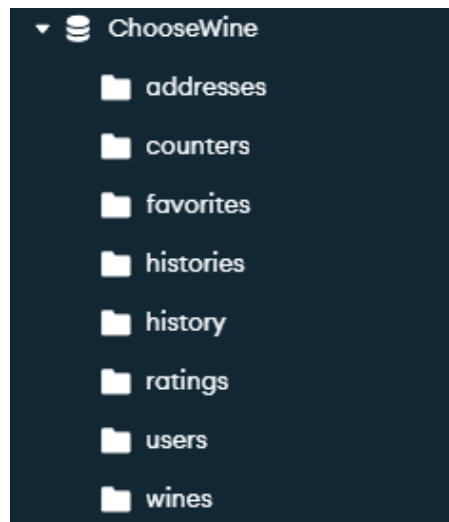 ChooseWine
addresses
counters
favorites
histories
history
ratings
users
wines